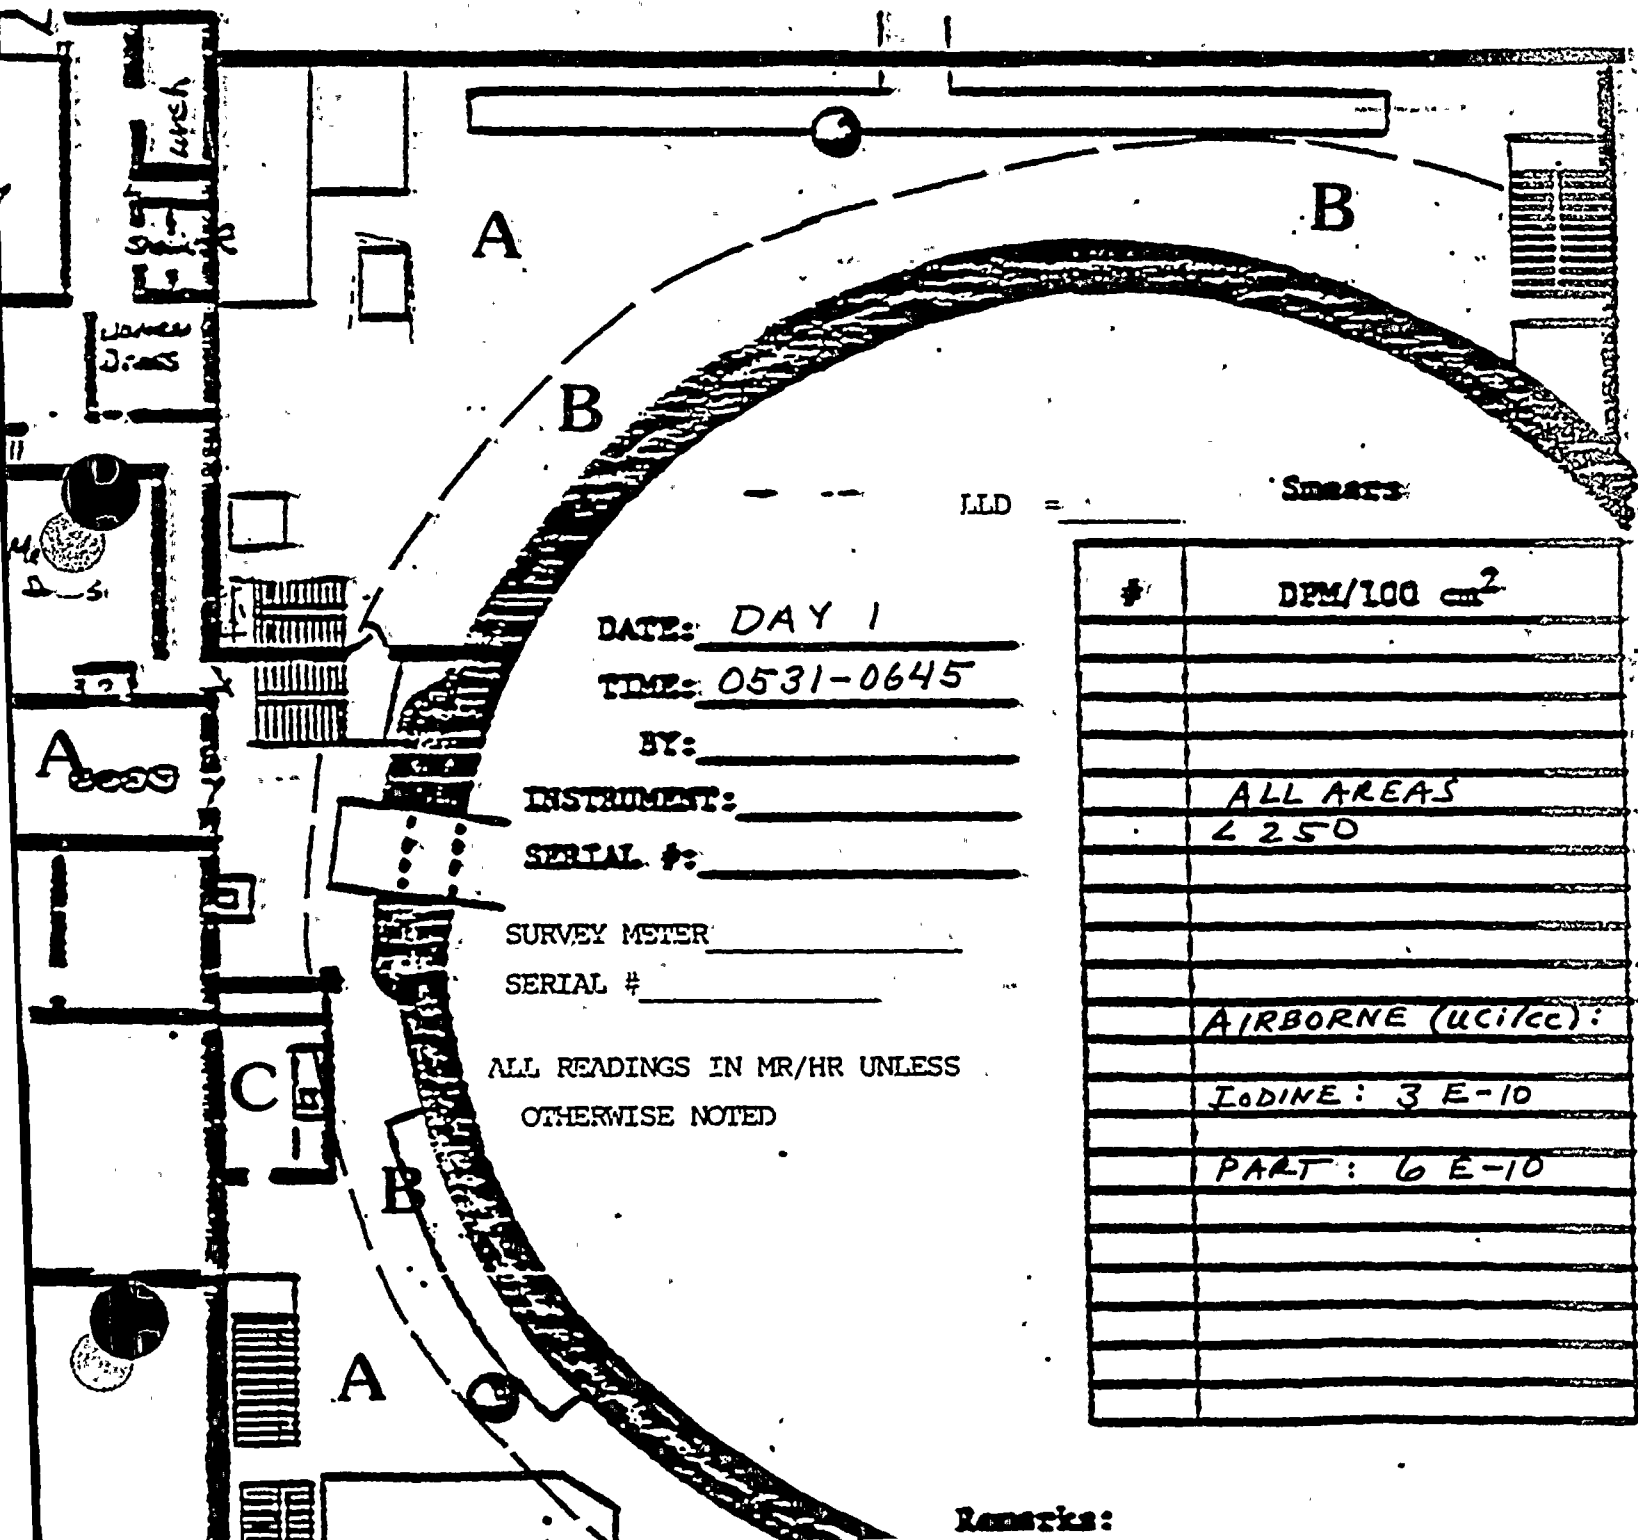 Lunch
A
B
B
LLD =
Smears
# DPM/100 cm²
DATE: DAY 1
TIME: 0531-0645
BY:
INSTRUMENT:
SERIAL #:
ALL AREAS
< 250
A
SURVEY METER
SERIAL #
AIRBORNE (uCi/cc):
ALL READINGS IN MR/HR UNLESS
OTHERWISE NOTED
IODINE: 3 E-10
PART: 6 E-10
C
B
A
Remarks: